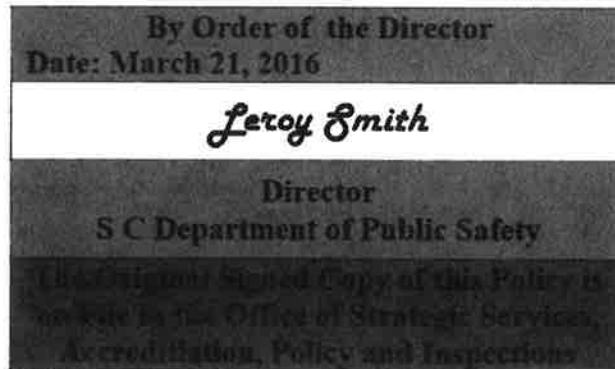 By Order of the Director
Date: March 21, 2016
Leroy Smith
Director
S C Department of Public Safety
The Original Signed Copy of this Policy is
on File in the Office of Strategic Services,
Accreditation, Policy and Inspections